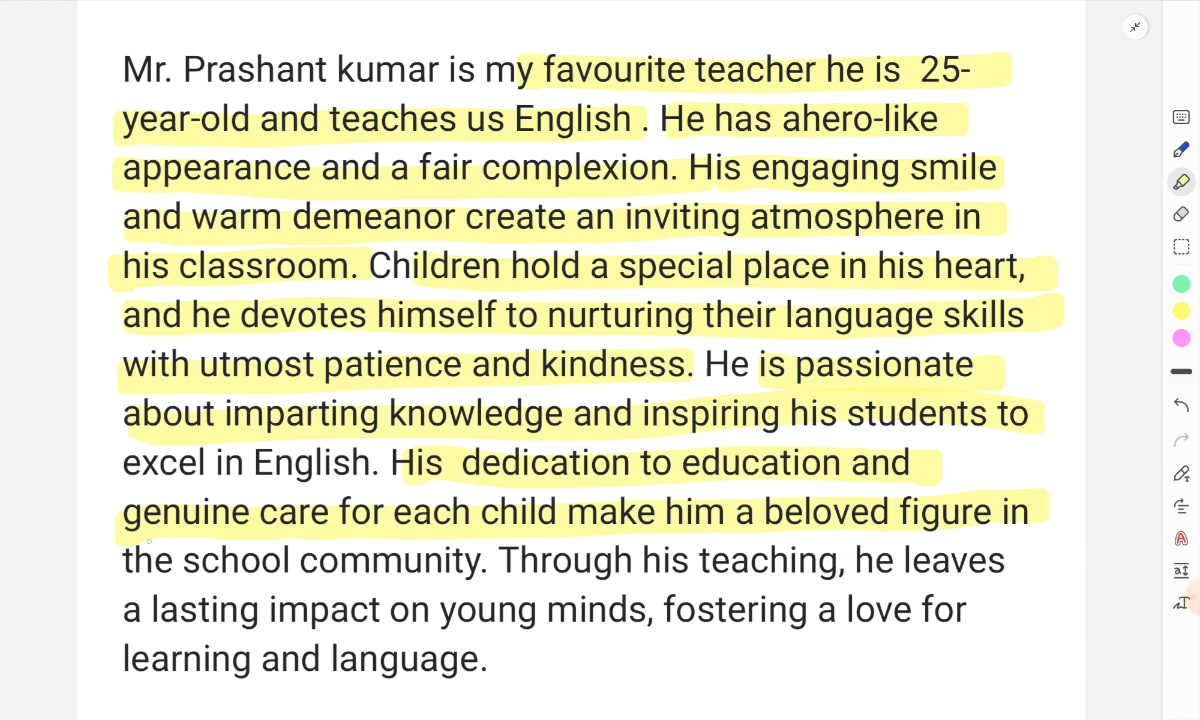 Mr. Prashant kumar is my favourite teacher he is  25-
year-old and teaches us English . He has ahero-like
appearance and a fair complexion. His engaging smile
and warm demeanor create an inviting atmosphere in
his classroom. Children hold a special place in his heart,
and he devotes himself to nurturing their language skills
with utmost patience and kindness. He is passionate
about imparting knowledge and inspiring his students to
excel in English. His  dedication to education and
genuine care for each child make him a beloved figure in
the school community. Through his teaching, he leaves
a lasting impact on young minds, fostering a love for
learning and language.